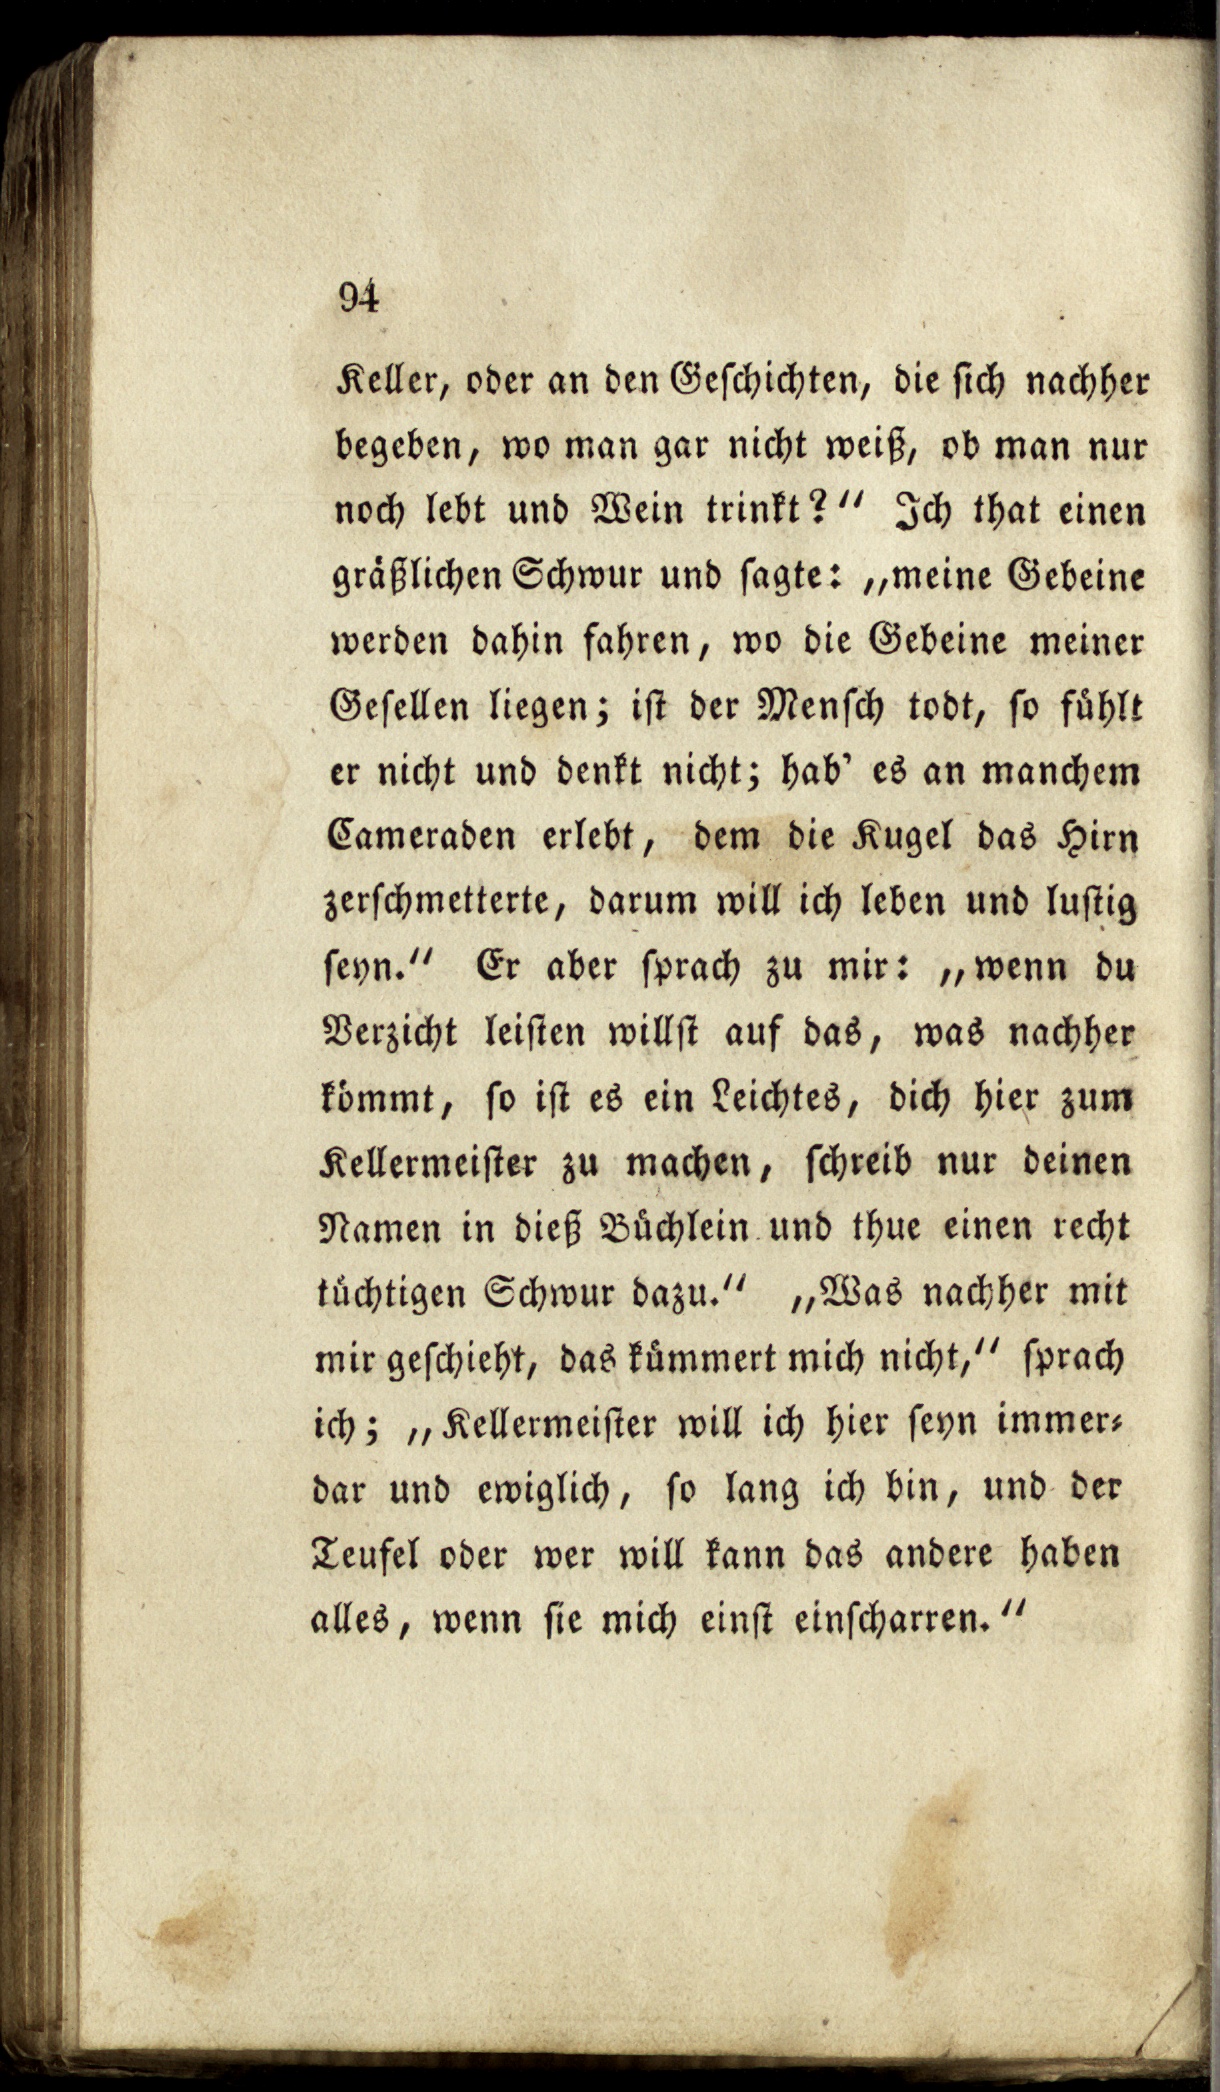 94
Keller, oder an den Geschichten, die sich nachher
begeben, wo man gar nicht weiß, ob man nur
noch lebt und Wein trinkt?“ Ich that einen
gräßlichen Schwur und sagte: „meine Gebeine
werden dahin fahren, wo die Gebeine meiner
Gesellen liegen; ist der Mensch todt, so fühlt
er nicht und denkt nicht; hab’ es an manchem
Cameraden erlebt, dem die Kugel das Hirn
zerschmetterte, darum will ich leben und lustig
seyn.“ Er aber sprach zu mir: „wenn du
Verzicht leisten willst auf das, was nachher
kömmt, so ist es ein Leichtes, dich hier zum
Kellermeister zu machen, schreib nur deinen
Namen in dieß Büchlein und thue einen recht
tüchtigen Schwur dazu.“ „Was nachher mit
mir geschieht, das kümmert mich nicht,“ sprach
ich; „Kellermeister will ich hier seyn immer-
dar und ewiglich, so lang ich bin, und der
Teufel oder wer will kann das andere haben
alles, wenn sie mich einst einscharren.“